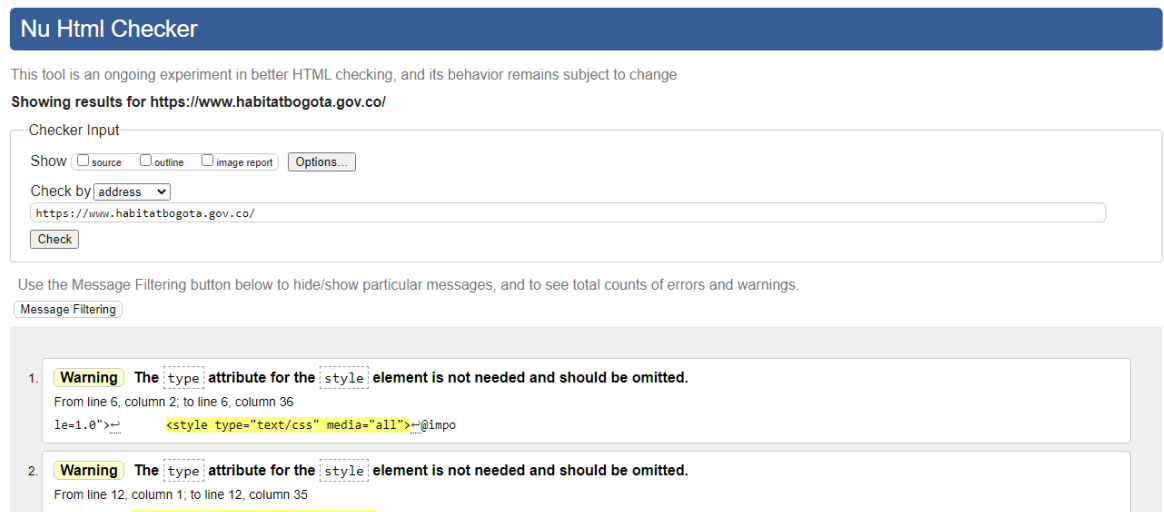 Nu Html Checker
This tool is an ongoing experiment in better HTML checking, and its behavior remains subject to change
Showing results for https://www.habitatbogota.gov.co/
Checker Input
Show source outline image report Options...
Check by address
https://www.habitatbogota.gov.co/
Check
Use the Message Filtering button below to hide/show particular messages, and to see total counts of errors and warnings.
Message Filtering
1. Warning The type attribute for the style element is not needed and should be omitted.
From line 6, column 2; to line 6, column 36
le=1.0">↩ <style type="text/css" media="all">↩@impo
2. Warning The type attribute for the style element is not needed and should be omitted.
From line 12, column 1; to line 12, column 35